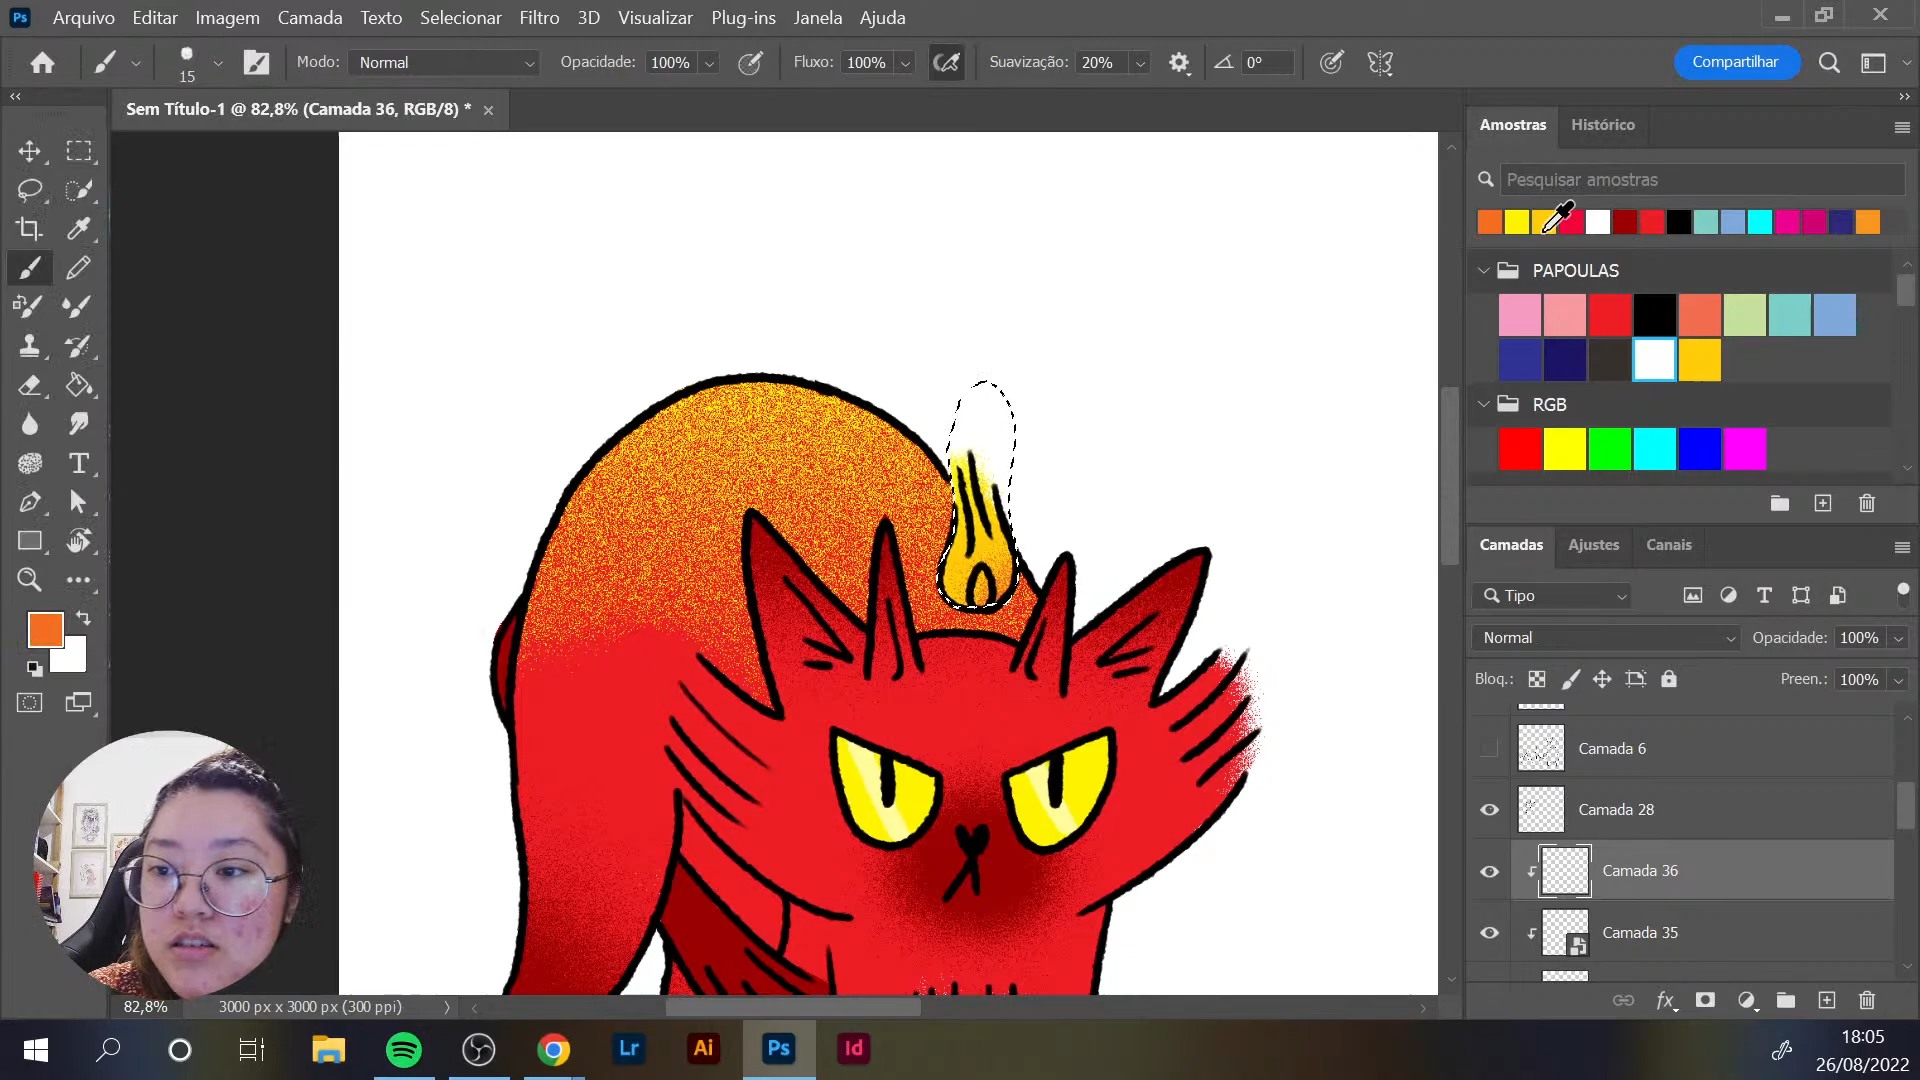 Ps Arquivo Editar Imagem Camada Texto Selecionar Filtro 3D Visualizar Plug-ins Janela Ajuda
15 Modo: Normal Opacidade: 100% Fluxo: 100% Suavização: 20% 0° Compartilhar
Sem Título-1 @ 82,8% (Camada 36, RGB/8) *
Amostras Histórico
Pesquisar amostras
PAPOULAS
RGB
Camadas Ajustes Canais
Tipo
Normal Opacidade: 100%
Bloq.: Preen.: 100%
Camada 6
Camada 28
Camada 36
Camada 35
fx
82,8% 3000 px x 3000 px (300 ppi)
Lr Ai Ps Id
18:05
26/08/2022